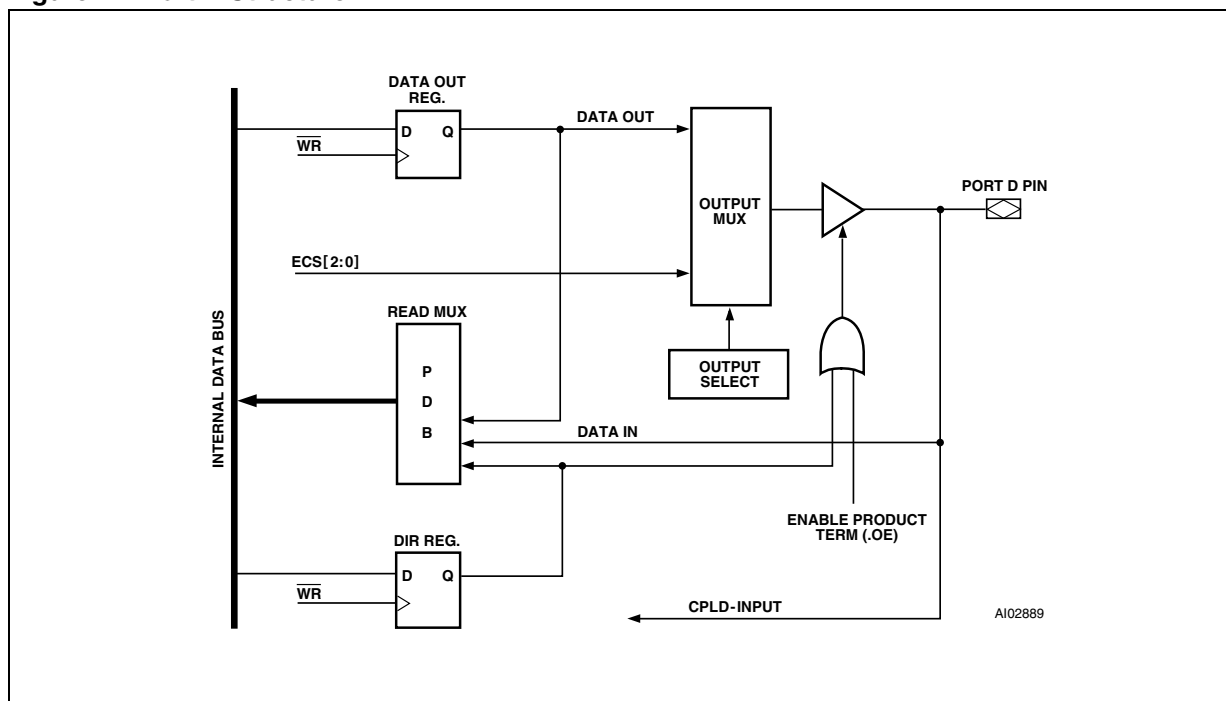 DATA OUT
REG.
D Q
WR
DATA OUT
OUTPUT
MUX
PORT D PIN
ECS[2:0]
READ MUX
P
D
B
OUTPUT
SELECT
INTERNAL DATA BUS
DATA IN
ENABLE PRODUCT
TERM (.OE)
DIR REG.
D Q
WR
CPLD-INPUT
AI02889